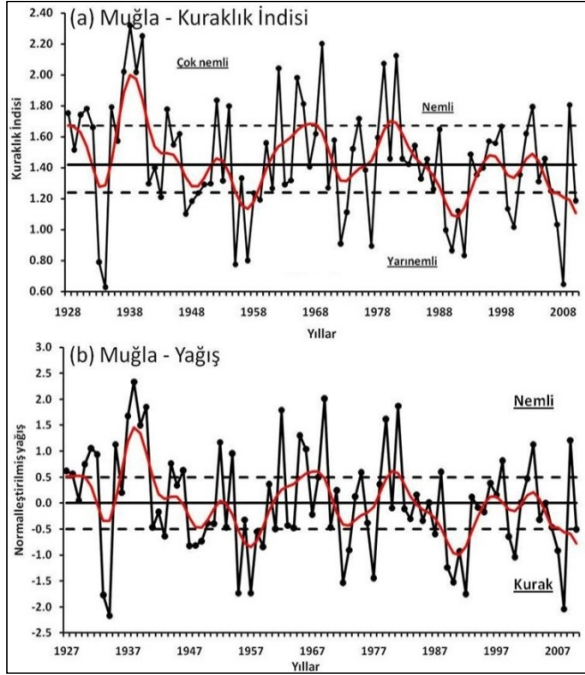 (a) Muğla - Kuraklık İndisi
Kuraklık İndisi
2.40
2.20
2.00
1.80
1.60
1.40
1.20
1.00
0.80
0.60
Çok nemli
Nemli
Yarınemli
1928 1938 1948 1958 1968 1978 1988 1998 2008
Yıllar
(b) Muğla - Yağış
Normalleştirilmiş yağış
3.0
2.5
2.0
1.5
1.0
0.5
0.0
-0.5
-1.0
-1.5
-2.0
-2.5
Nemli
Kurak
1927 1937 1947 1957 1967 1977 1987 1997 2007
Yıllar